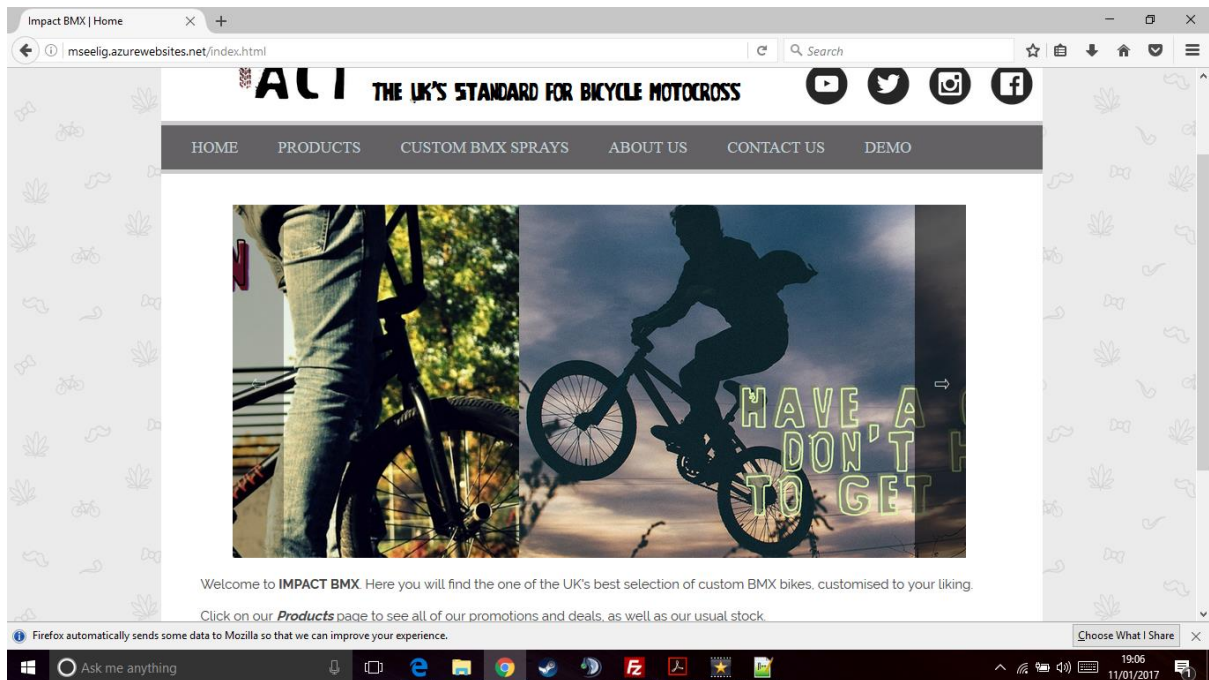 Impact BMX | Home
mseelig.azurewebsites.net/index.html
Search
THE UK'S STANDARD FOR BICYCLE MOTOCROSS
HOME PRODUCTS CUSTOM BMX SPRAYS ABOUT US CONTACT US DEMO
HAVE A
DON'T
TO GET
Welcome to IMPACT BMX. Here you will find the one of the UK's best selection of custom BMX bikes, customised to your liking.
Click on our Products page to see all of our promotions and deals, as well as our usual stock.
Firefox automatically sends some data to Mozilla so that we can improve your experience.
Choose What I Share
Ask me anything
19:06
11/01/2017